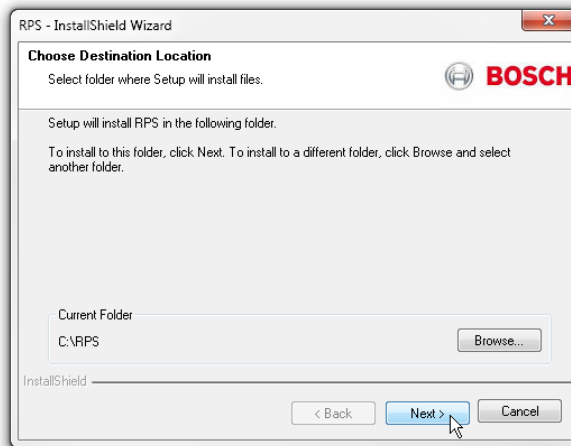 RPS - InstallShield Wizard
Choose Destination Location
Select folder where Setup will install files.
BOSCH
Setup will install RPS in the following folder.
To install to this folder, click Next. To install to a different folder, click Browse and select
another folder.
Current Folder
C:\RPS
Browse...
InstallShield
< Back
Next >
Cancel